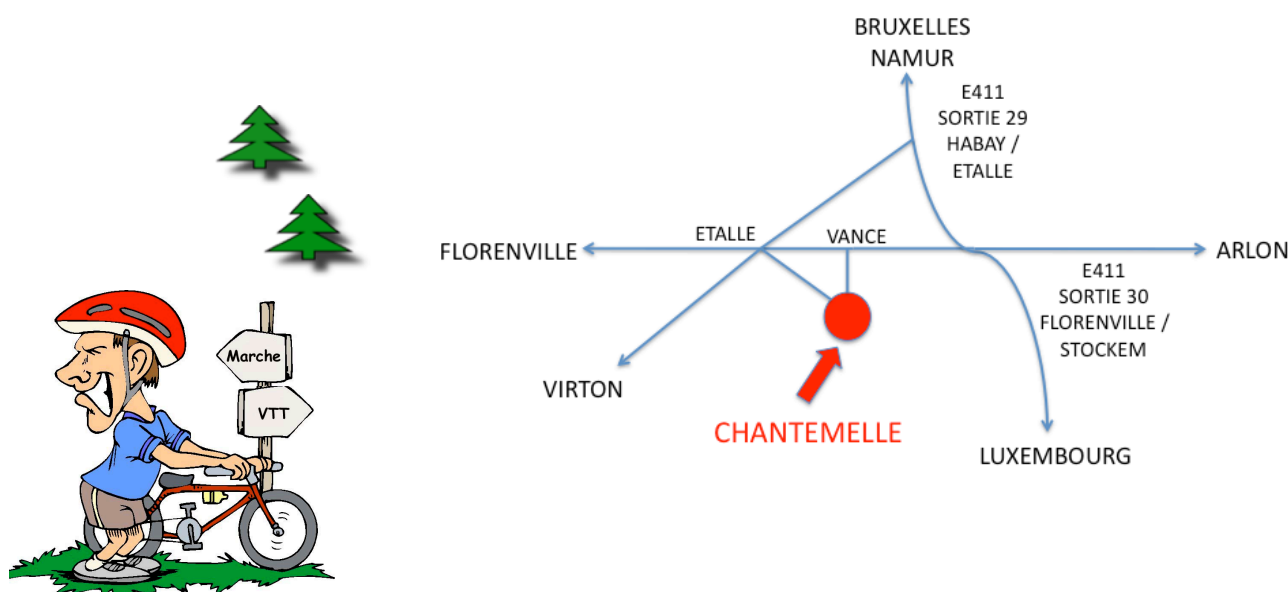 BRUXELLES
NAMUR
E411
SORTIE 29
HABAY /
ETALLE
ETALLE
VANCE
FLORENVILLE
ARLON
E411
SORTIE 30
FLORENVILLE /
STOCKEM
Marche
VTT
VIRTON
CHANTEMELLE
LUXEMBOURG